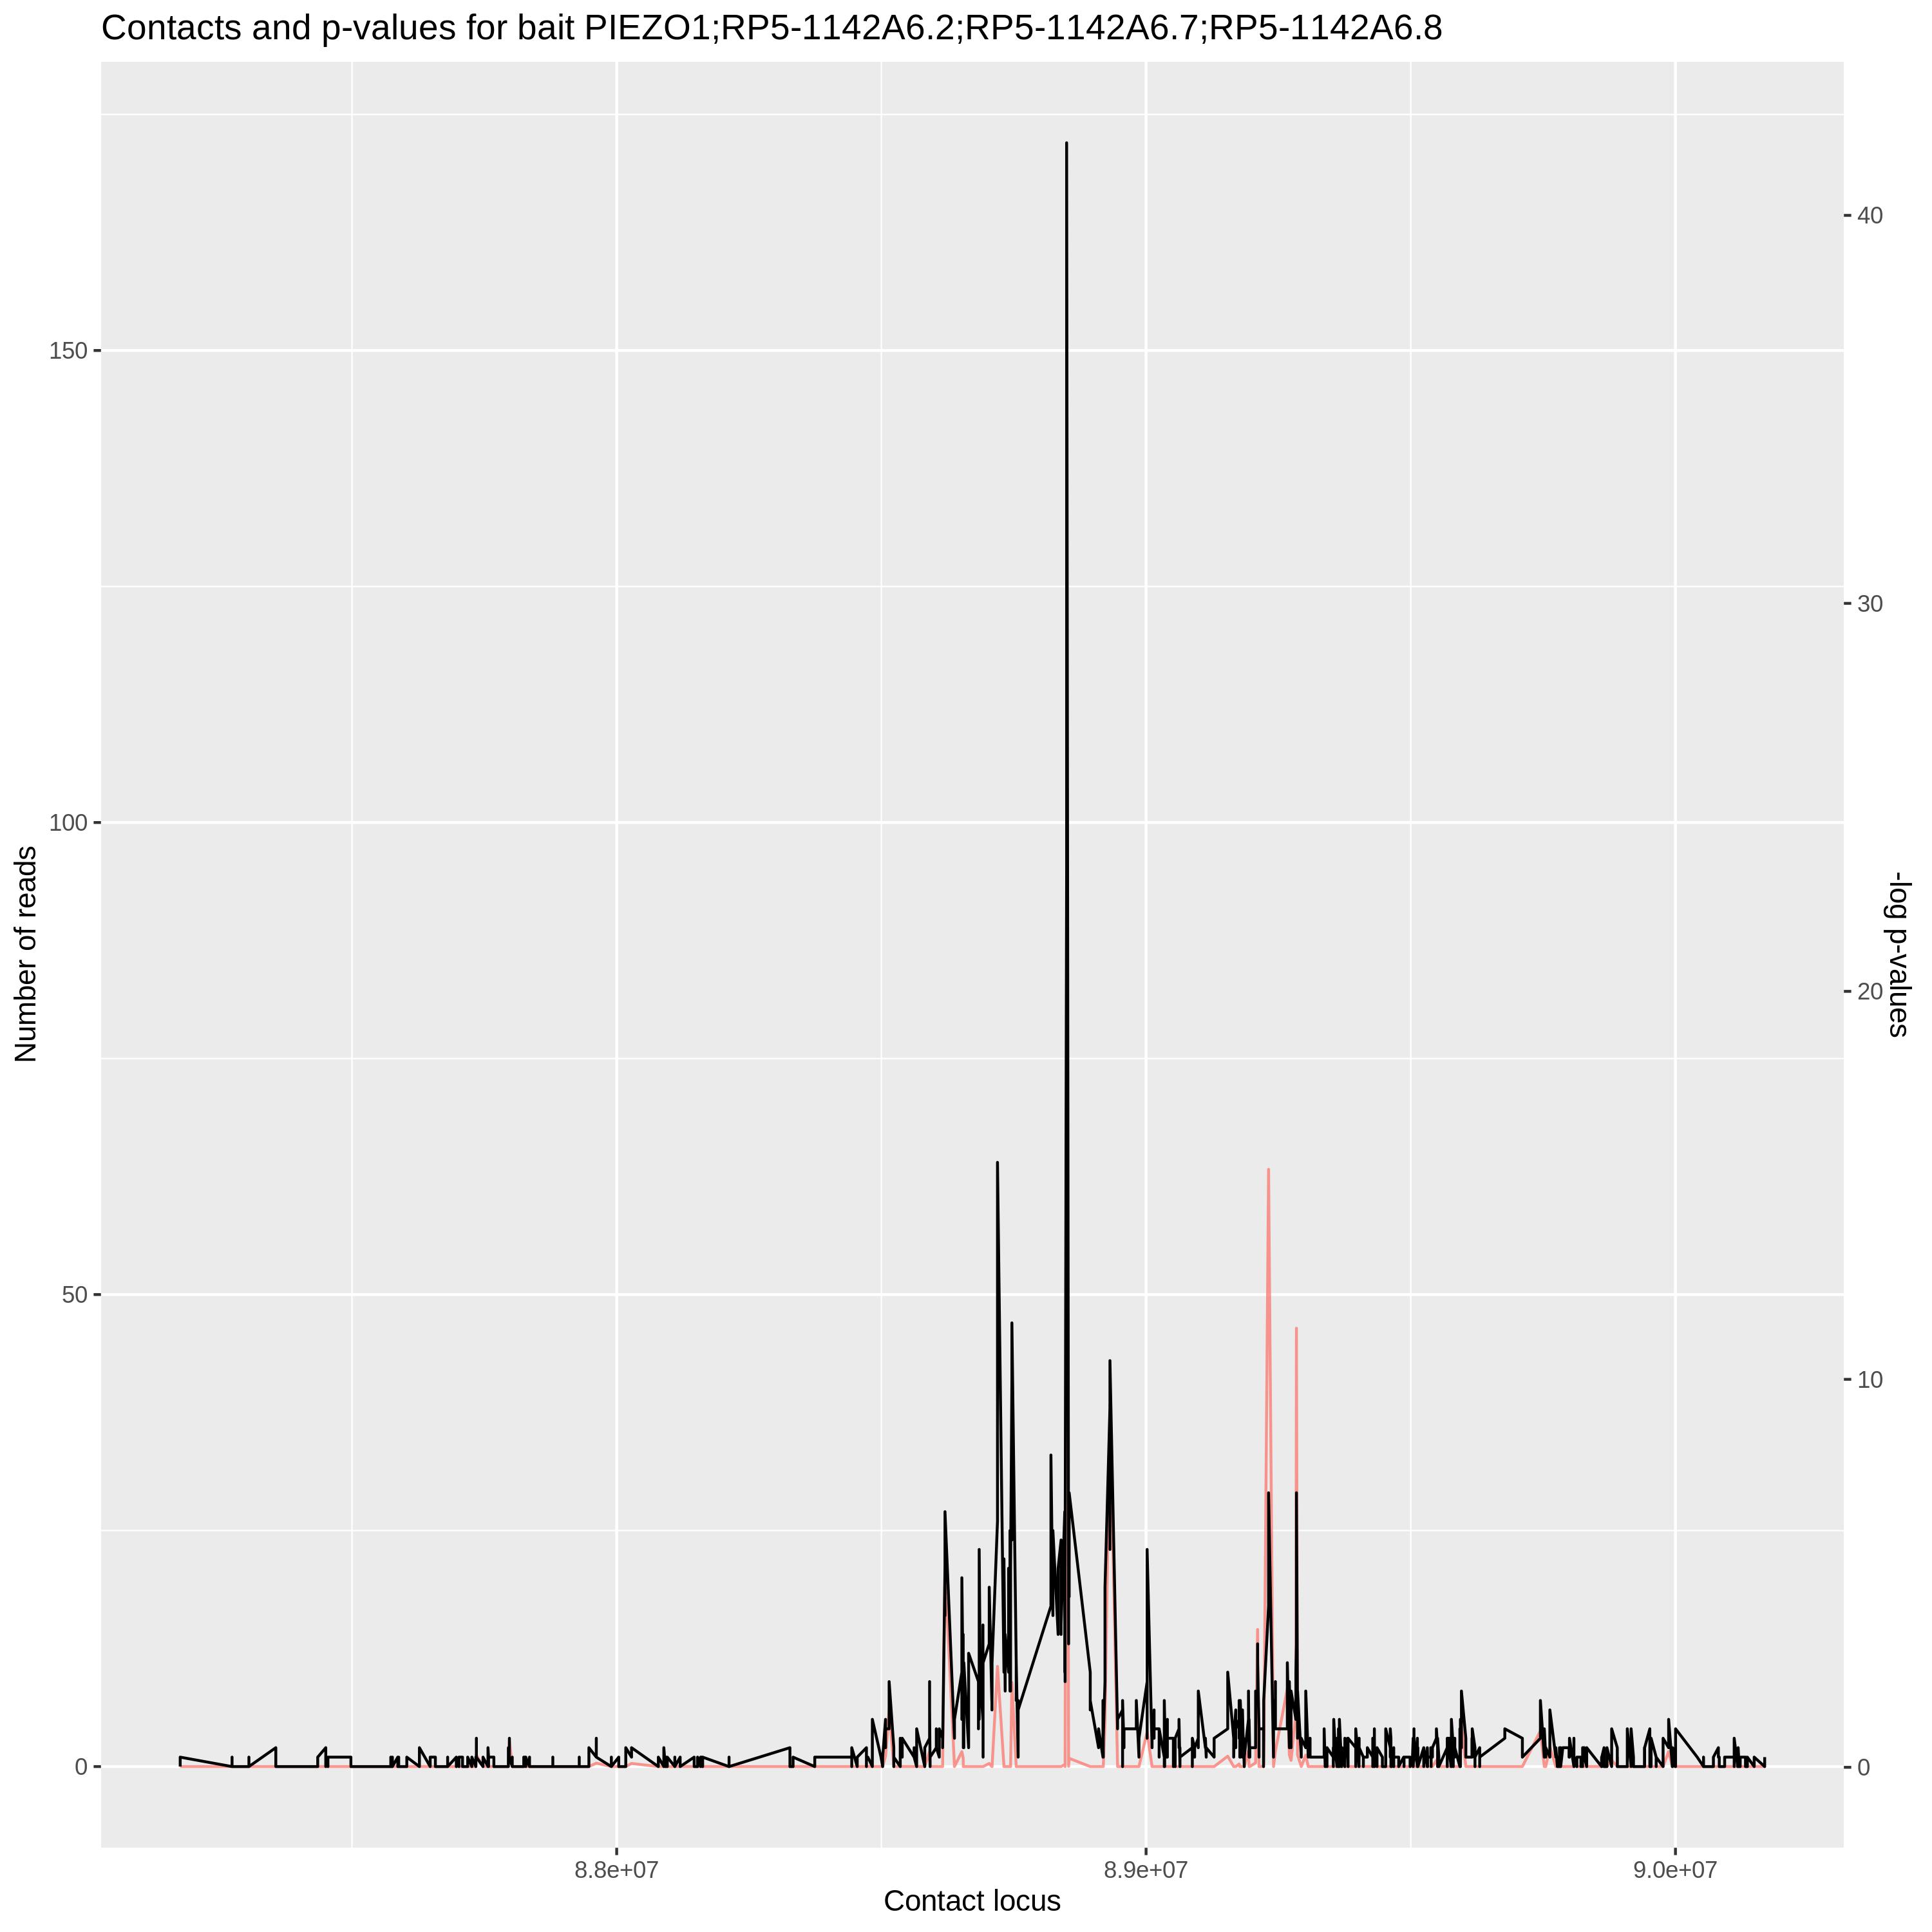 Contacts and p-values for bait PIEZO1;RP5-1142A6.2;RP5-1142A6.7;RP5-1142A6.8
150
100
50
0
Number of reads
40
30
20
10
0
-log p-values
8.8e+07
8.9e+07
9.0e+07
Contact locus